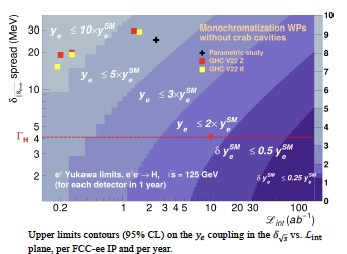 δ√s spread (MeV)
30
20
10
5
4
3
2
Γ_H
y_e ≤ 10× y_e^SM
Monochromatization WPs
without crab cavities
Parametric study
GHC V22 Z
GHC V22 tt
y_e ≤ 5× y_e^SM
y_e ≤ 3× y_e^SM
y_e ≤ 2× y_e^SM
δ y_e^SM ≤ 0.5 y_e^SM
δ y_e^SM ≤ 0.25 y_e^SM
e⁻ Yukawa limits. e⁺e⁻→ H, √s = 125 GeV
(for each detector in 1 year)
0.2 1 2 3 4 5 10 20 30 100
ℒ_int (ab⁻¹)
Upper limits contours (95% CL) on the y_e coupling in the δ_√s vs. ℒ_int
plane, per FCC-ee IP and per year.